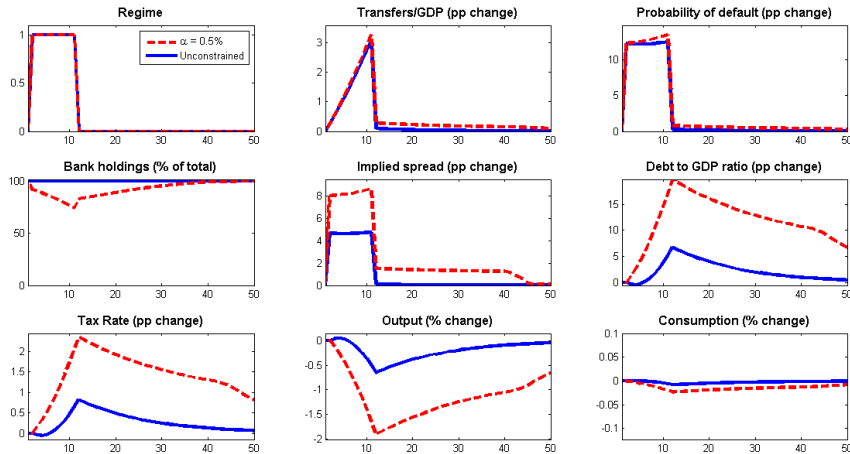 Regime
Transfers/GDP (pp change)
Probability of default (pp change)
1
0.5
0
10 20 30 40 50
α = 0.5%
Unconstrained
3
2
1
0
10 20 30 40 50
10
5
0
10 20 30 40 50
Bank holdings (% of total)
Implied spread (pp change)
Debt to GDP ratio (pp change)
100
50
0
10 20 30 40 50
8
6
4
2
0
10 20 30 40 50
15
10
5
0
10 20 30 40 50
Tax Rate (pp change)
Output (% change)
Consumption (% change)
2
1.5
1
0.5
0
10 20 30 40 50
0
-0.5
-1
-1.5
-2
10 20 30 40 50
0.1
0.05
0
-0.05
-0.1
10 20 30 40 50